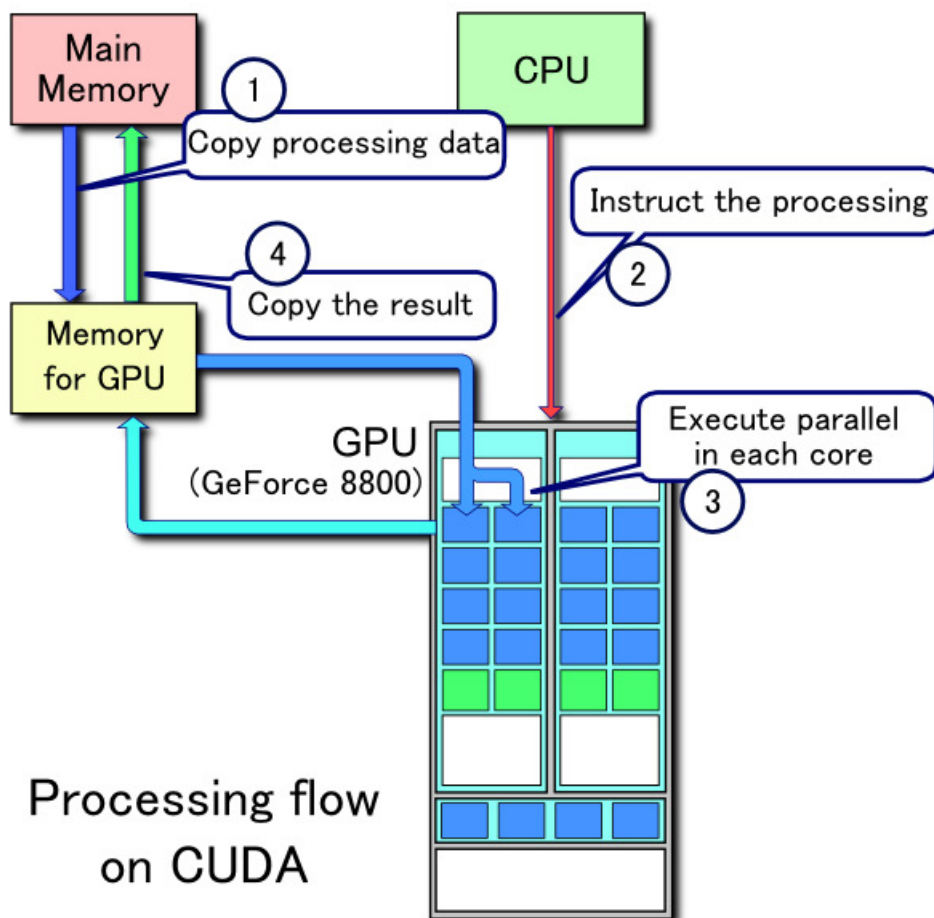 Main
Memory
CPU
1
Copy processing data
Instruct the processing
2
4
Copy the result
Memory
for GPU
GPU
(GeForce 8800)
Execute parallel
in each core
3
Processing flow
on CUDA